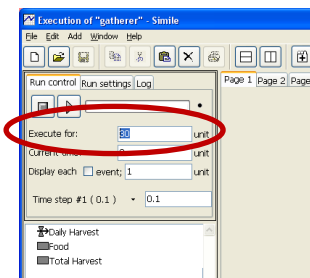 Execution of "gatherer" - Simile
File Edit Add Window Help
Run control Run settings Log Page 1 Page 2 Page
Execute for: 30 unit
Current time: 0 unit
Display each event; 1 unit
Time step #1 ( 0.1 ) 0.1
Daily Harvest
Food
Total Harvest